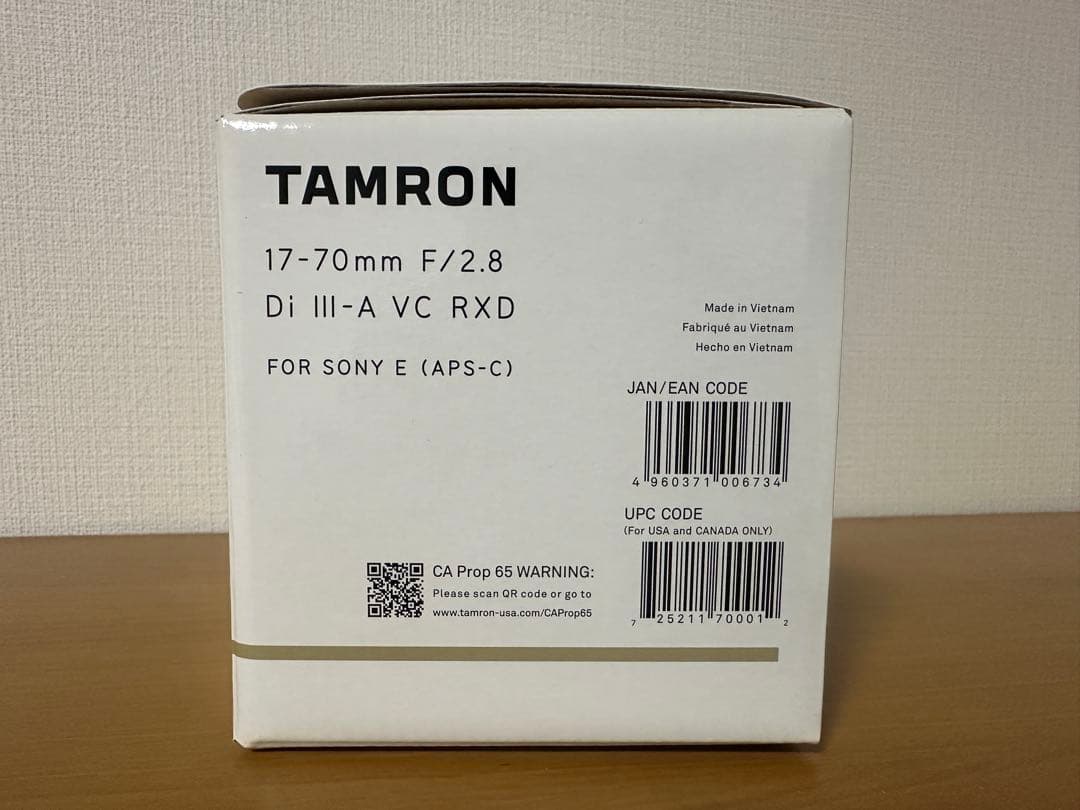 TAMRON
17-70mm F/2.8
Di III-A VC RXD
FOR SONY E (APS-C)
Made in Vietnam
Fabriqué au Vietnam
Hecho en Vietnam
JAN/EAN CODE
4 960371 006734
UPC CODE
(For USA and CANADA ONLY)
7 25211 70001 2
CA Prop 65 WARNING:
Please scan QR code or go to
www.tamron-usa.com/CAProp65